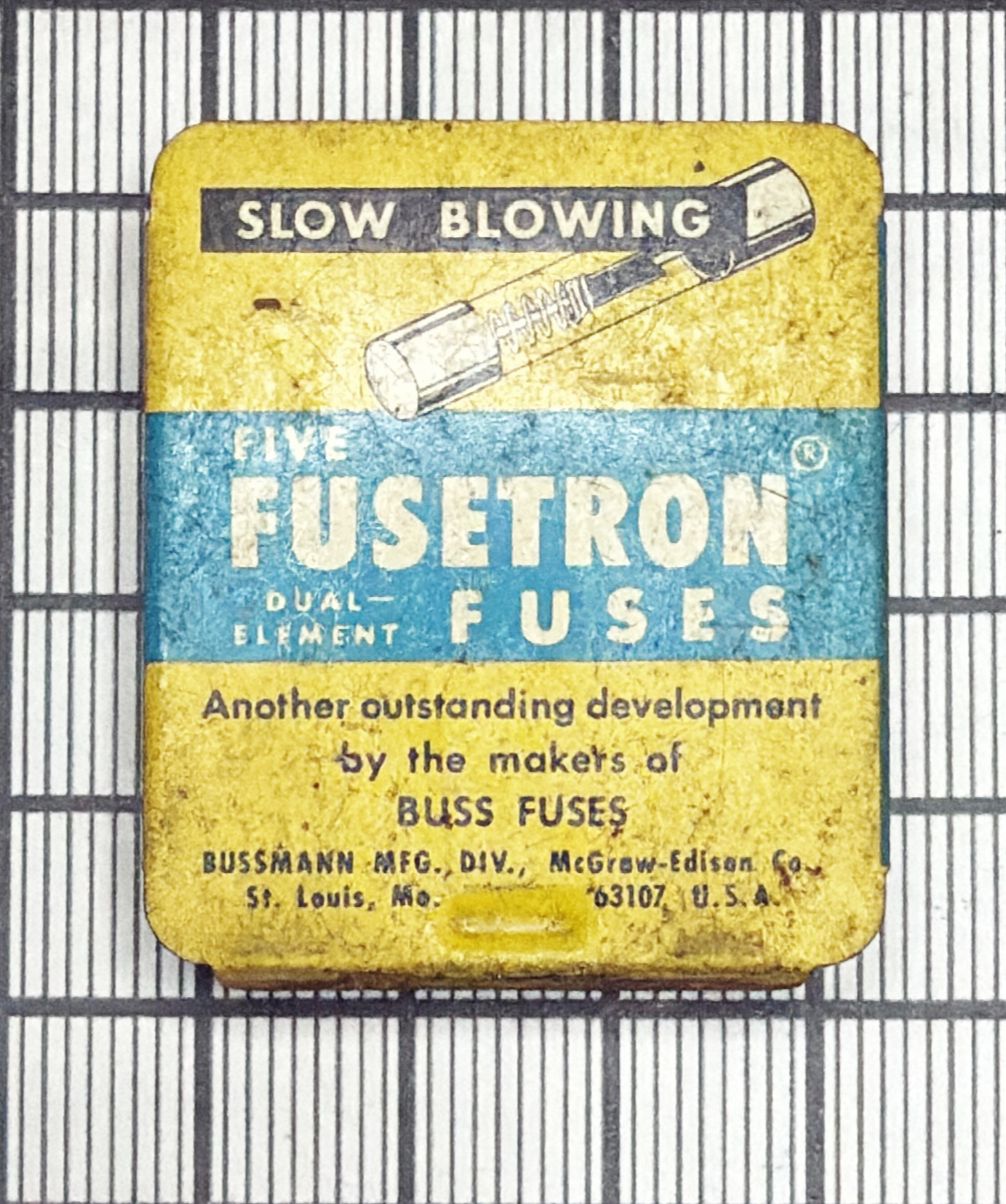 SLOW BLOWING
FIVE
FUSETRON®
DUAL-
ELEMENT FUSES
Another outstanding development
by the makers of
BUSS FUSES
BUSSMANN MFG. DIV., McGraw-Edison Co.
St. Louis, Mo. 63107 U.S.A.